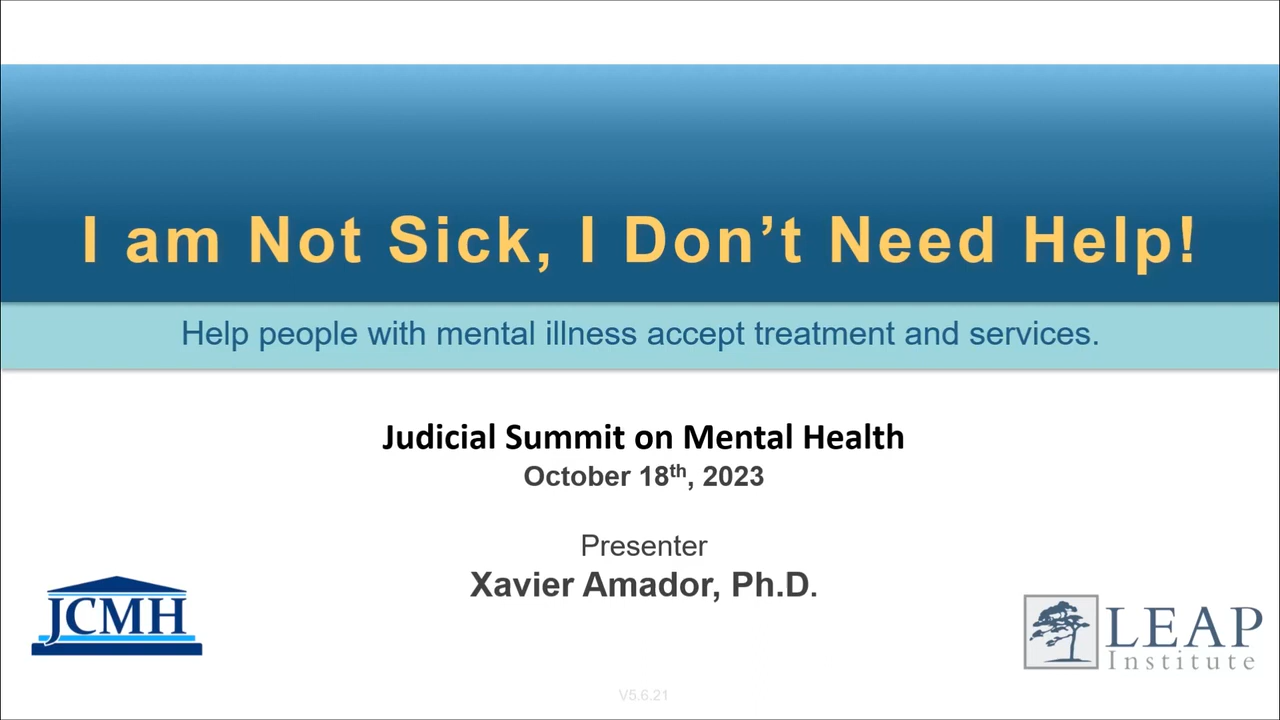 I am Not Sick, I Don’t Need Help!
Help people with mental illness accept treatment and services.
Judicial Summit on Mental Health
October 18th, 2023
Presenter
Xavier Amador, Ph.D.
JCMH
LEAP
Institute
V5.6.21